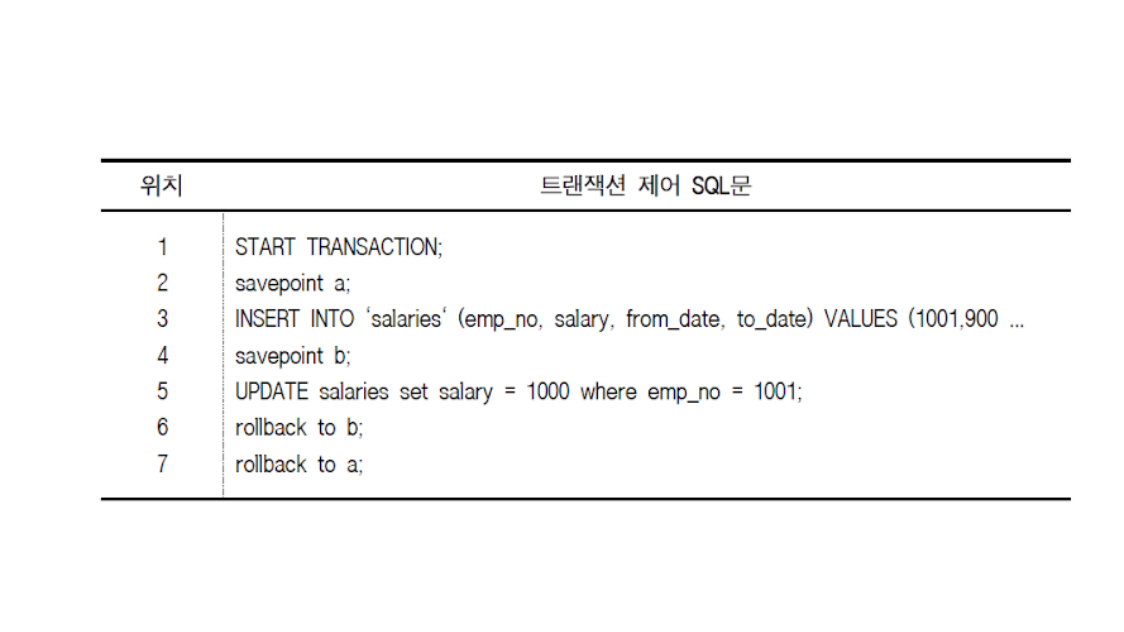 위치 트랜잭션 제어 SQL문
1 START TRANSACTION;
2 savepoint a;
3 INSERT INTO ‘salaries‘ (emp_no, salary, from_date, to_date) VALUES (1001,900 ...
4 savepoint b;
5 UPDATE salaries set salary = 1000 where emp_no = 1001;
6 rollback to b;
7 rollback to a;